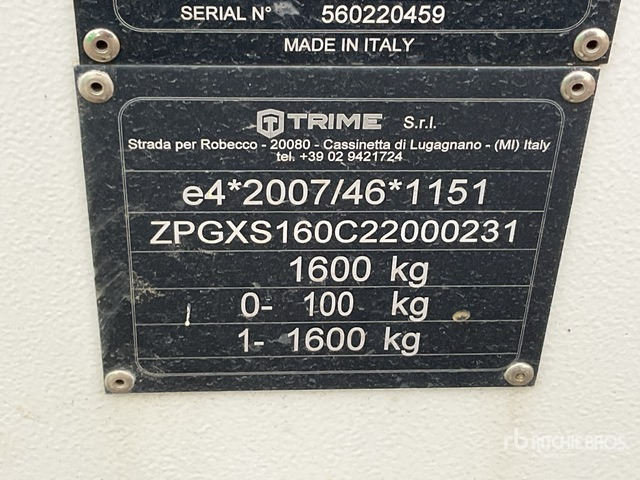 SERIAL N° 560220459
MADE IN ITALY
TRIME S.r.l.
Strada per Robecco - 20080 - Cassinetta di Lugagnano - (MI) Italy
tel. +39 02 9421724
e4*2007/46*1151
ZPGXS160C22000231
1600 kg
0- 100 kg
1- 1600 kg
rb RITCHIE BROS